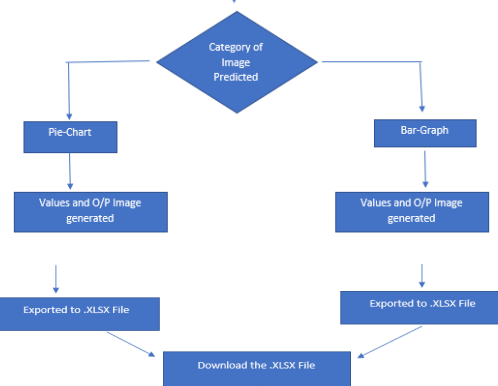 Category of
Image
Predicted
Pie-Chart
Bar-Graph
Values and O/P Image
generated
Values and O/P Image
generated
Exported to .XLSX File
Exported to .XLSX File
Download the .XLSX File